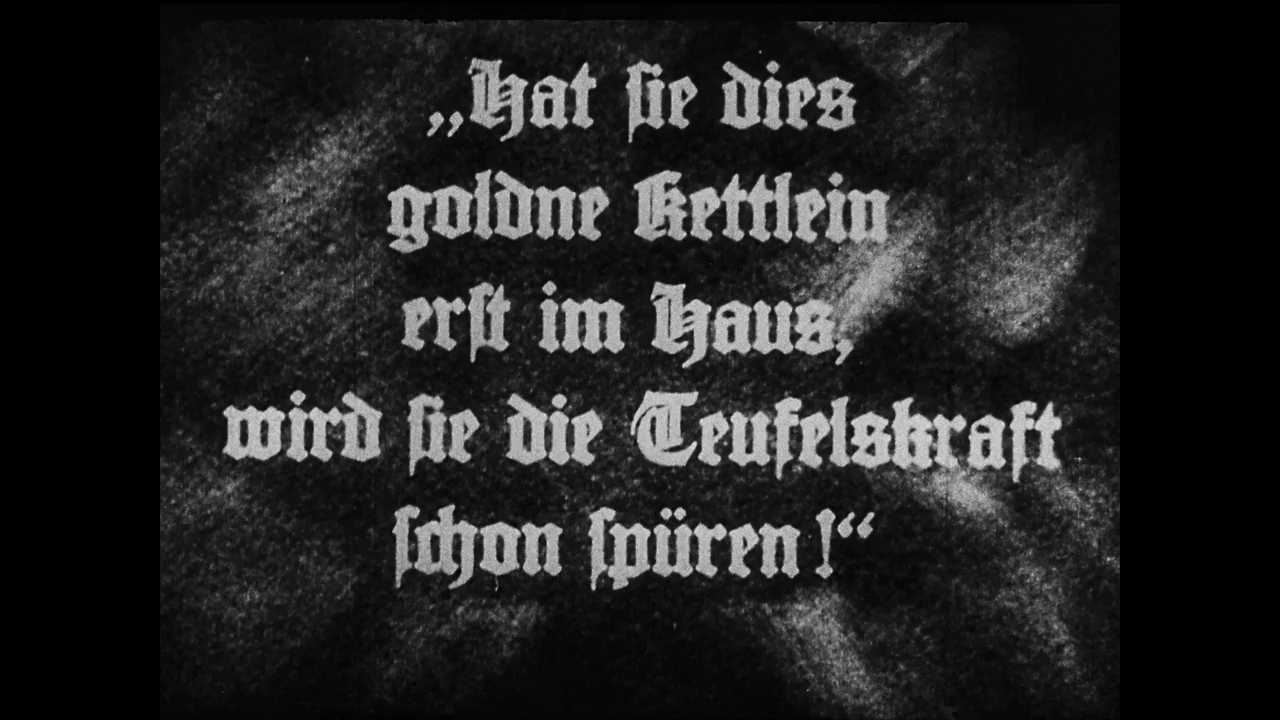 „Hat sie dies
goldne Kettlein
erst im Haus,
wird sie die Teufelskraft
schon spüren!“